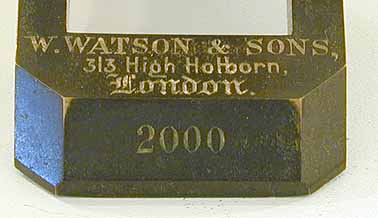 W. WATSON & SONS,
313 High Holborn,
London.
2000